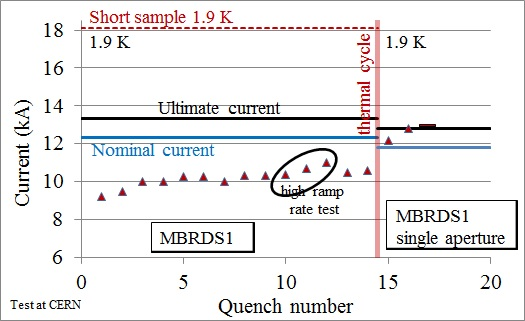 Short sample 1.9 K
1.9 K
1.9 K
thermal cycle
Ultimate current
Nominal current
high ramp
rate test
MBRDS1
MBRDS1
single aperture
Current (kA)
18
16
14
12
10
8
6
0
5
10
15
20
Quench number
Test at CERN